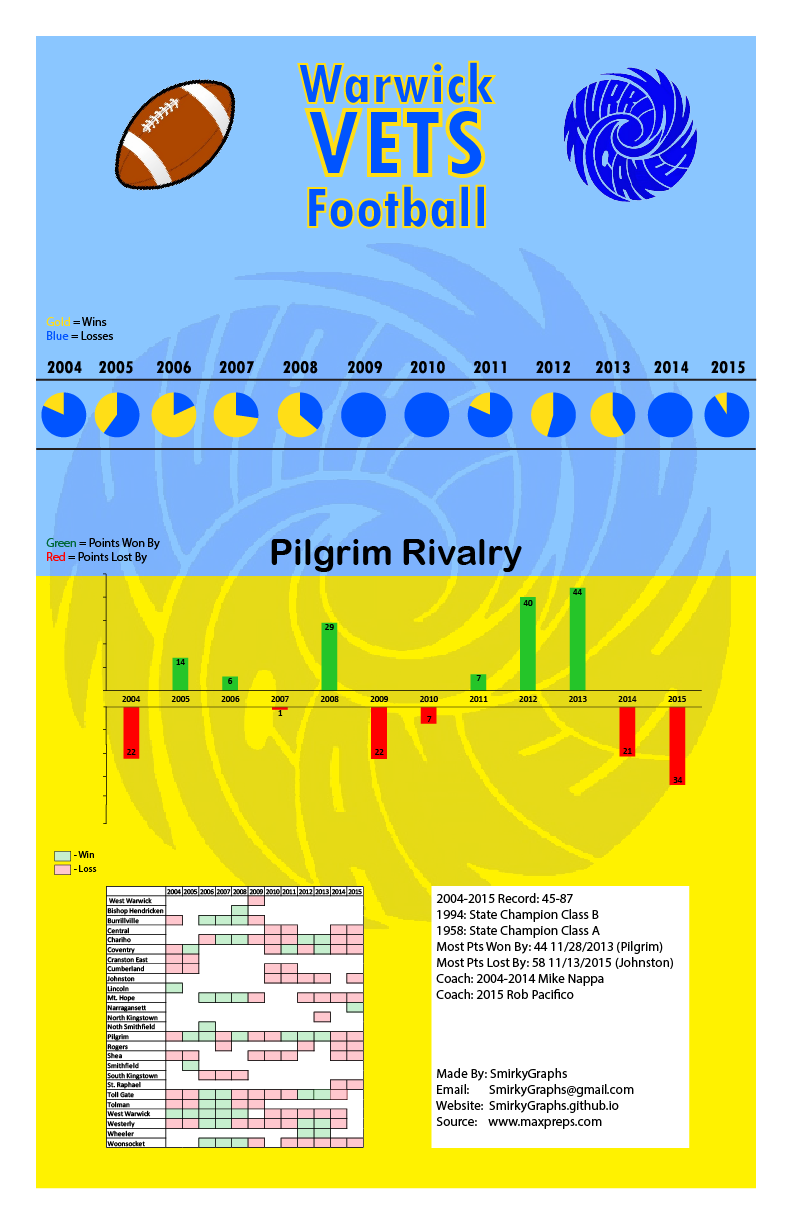 Warwick
VETS
Football
HURRI
CANES
Gold = Wins
Blue = Losses
2004 2005 2006 2007 2008 2009 2010 2011 2012 2013 2014 2015
Green = Points Won By
Red = Points Lost By
Pilgrim Rivalry
14 6 29 7 40 44
2004 2005 2006 2007 2008 2009 2010 2011 2012 2013 2014 2015
22 1 22 7 21 34
- Win
- Loss
2004 2005 2006 2007 2008 2009 2010 2011 2012 2013 2014 2015
West Warwick
Bishop Hendricken
Burrillville
Central
Chariho
Coventry
Cranston East
Cumberland
Johnston
Lincoln
Mt. Hope
Narragansett
North Kingstown
Noth Smithfield
Pilgrim
Rogers
Shea
Smithfield
South Kingstown
St. Raphael
Toll Gate
Tolman
West Warwick
Westerly
Wheeler
Woonsocket
2004-2015 Record: 45-87
1994: State Champion Class B
1958: State Champion Class A
Most Pts Won By: 44 11/28/2013 (Pilgrim)
Most Pts Lost By: 58 11/13/2015 (Johnston)
Coach: 2004-2014 Mike Nappa
Coach: 2015 Rob Pacifico
Made By: SmirkyGraphs
Email: SmirkyGraphs@gmail.com
Website: SmirkyGraphs.github.io
Source: www.maxpreps.com